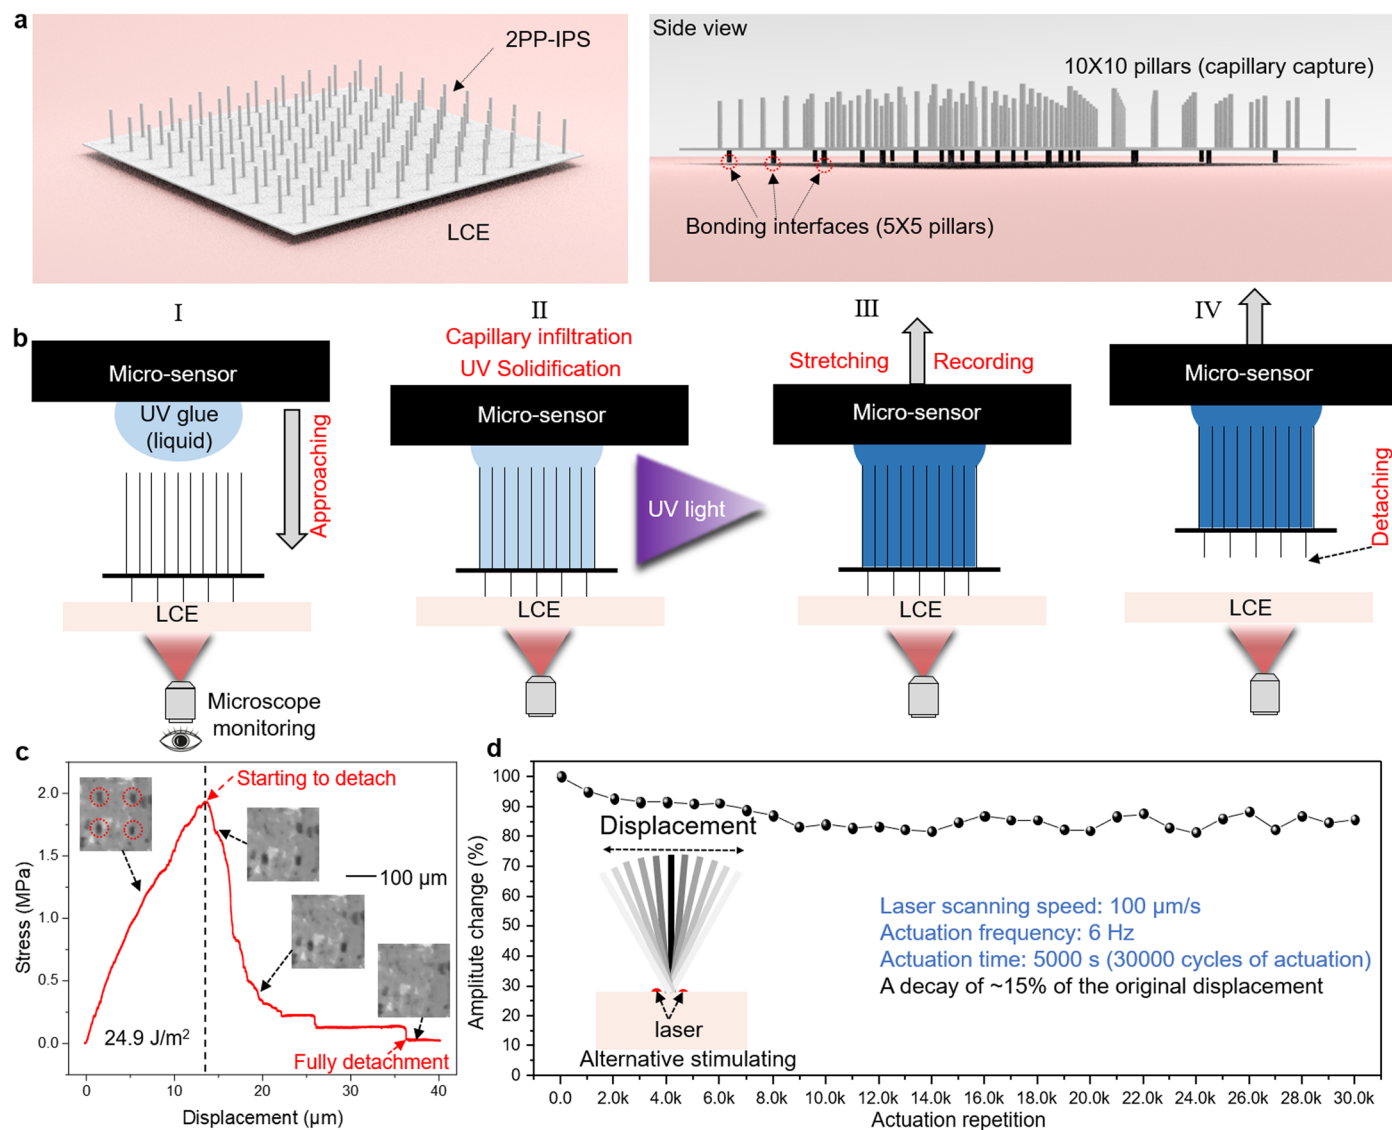 a
2PP-IPS
LCE
Side view
10X10 pillars (capillary capture)
Bonding interfaces (5X5 pillars)
b
I
Micro-sensor
UV glue
(liquid)
Approaching
LCE
Microscope
monitoring
II
Capillary infiltration
UV Solidification
Micro-sensor
UV light
LCE
III
Stretching
Recording
Micro-sensor
LCE
IV
Micro-sensor
Detaching
LCE
c
Starting to detach
100 μm
24.9 J/m²
Fully detachment
Stress (MPa)
2.0
1.5
1.0
0.5
0.0
0
10
20
30
40
Displacement (μm)
d
Amplitude change (%)
100
90
80
70
60
50
40
30
20
10
0
Displacement
laser
Alternative stimulating
Laser scanning speed: 100 μm/s
Actuation frequency: 6 Hz
Actuation time: 5000 s (30000 cycles of actuation)
A decay of ~15% of the original displacement
0.0
2.0k
4.0k
6.0k
8.0k
10.0k
12.0k
14.0k
16.0k
18.0k
20.0k
22.0k
24.0k
26.0k
28.0k
30.0k
Actuation repetition